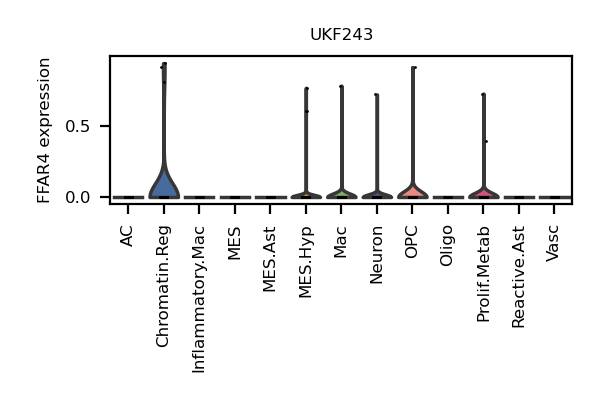 UKF243
FFAR4 expression
0.5
0.0
AC
Chromatin.Reg
Inflammatory.Mac
MES
MES.Ast
MES.Hyp
Mac
Neuron
OPC
Oligo
Prolif.Metab
Reactive.Ast
Vasc